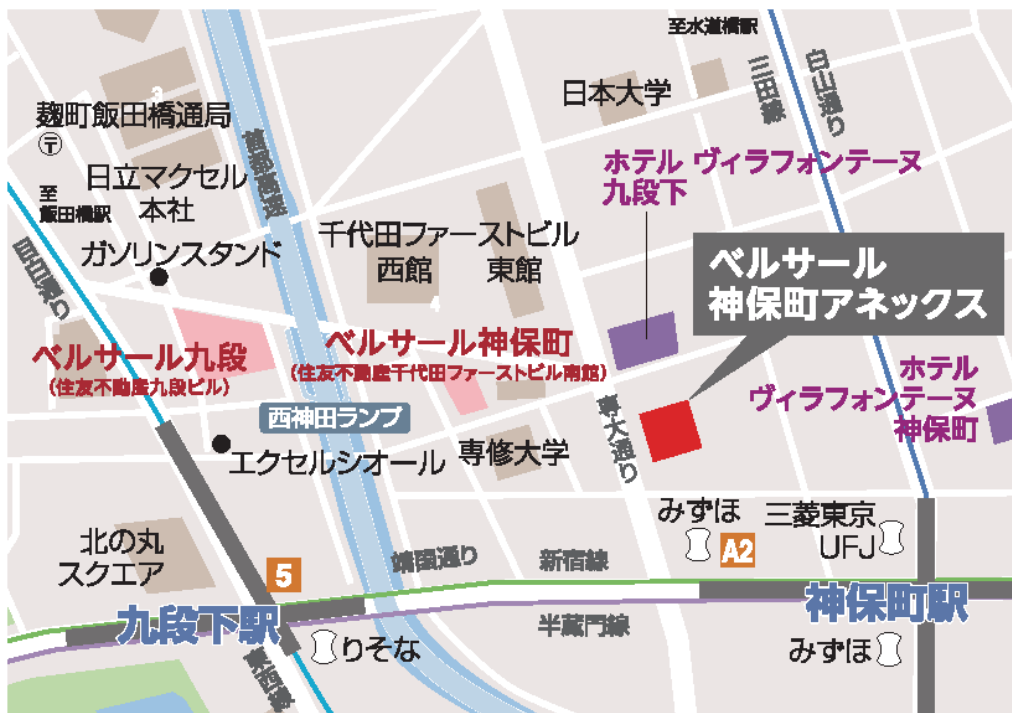 至水道橋駅
三田線
白山通り
日本大学
3
麹町飯田橋通局
〒
日立マクセル
本社
至
飯田橋駅
目白通り
ガソリンスタンド
首都高速
千代田ファーストビル
西館 東館
4
ホテル ヴィラフォンテーヌ
九段下
ベルサール
神保町アネックス
ベルサール九段
(住友不動産九段ビル)
ベルサール神保町
(住友不動産千代田ファーストビル南館)
ホテル
ヴィラフォンテーヌ
神保町
西神田ランプ
専大通り
エクセルシオール
専修大学
北の丸
スクエア
5
靖国通り
新宿線
みずほ
A2
三菱東京
UFJ
九段下駅
神保町駅
半蔵門線
りそな
みずほ
東西線